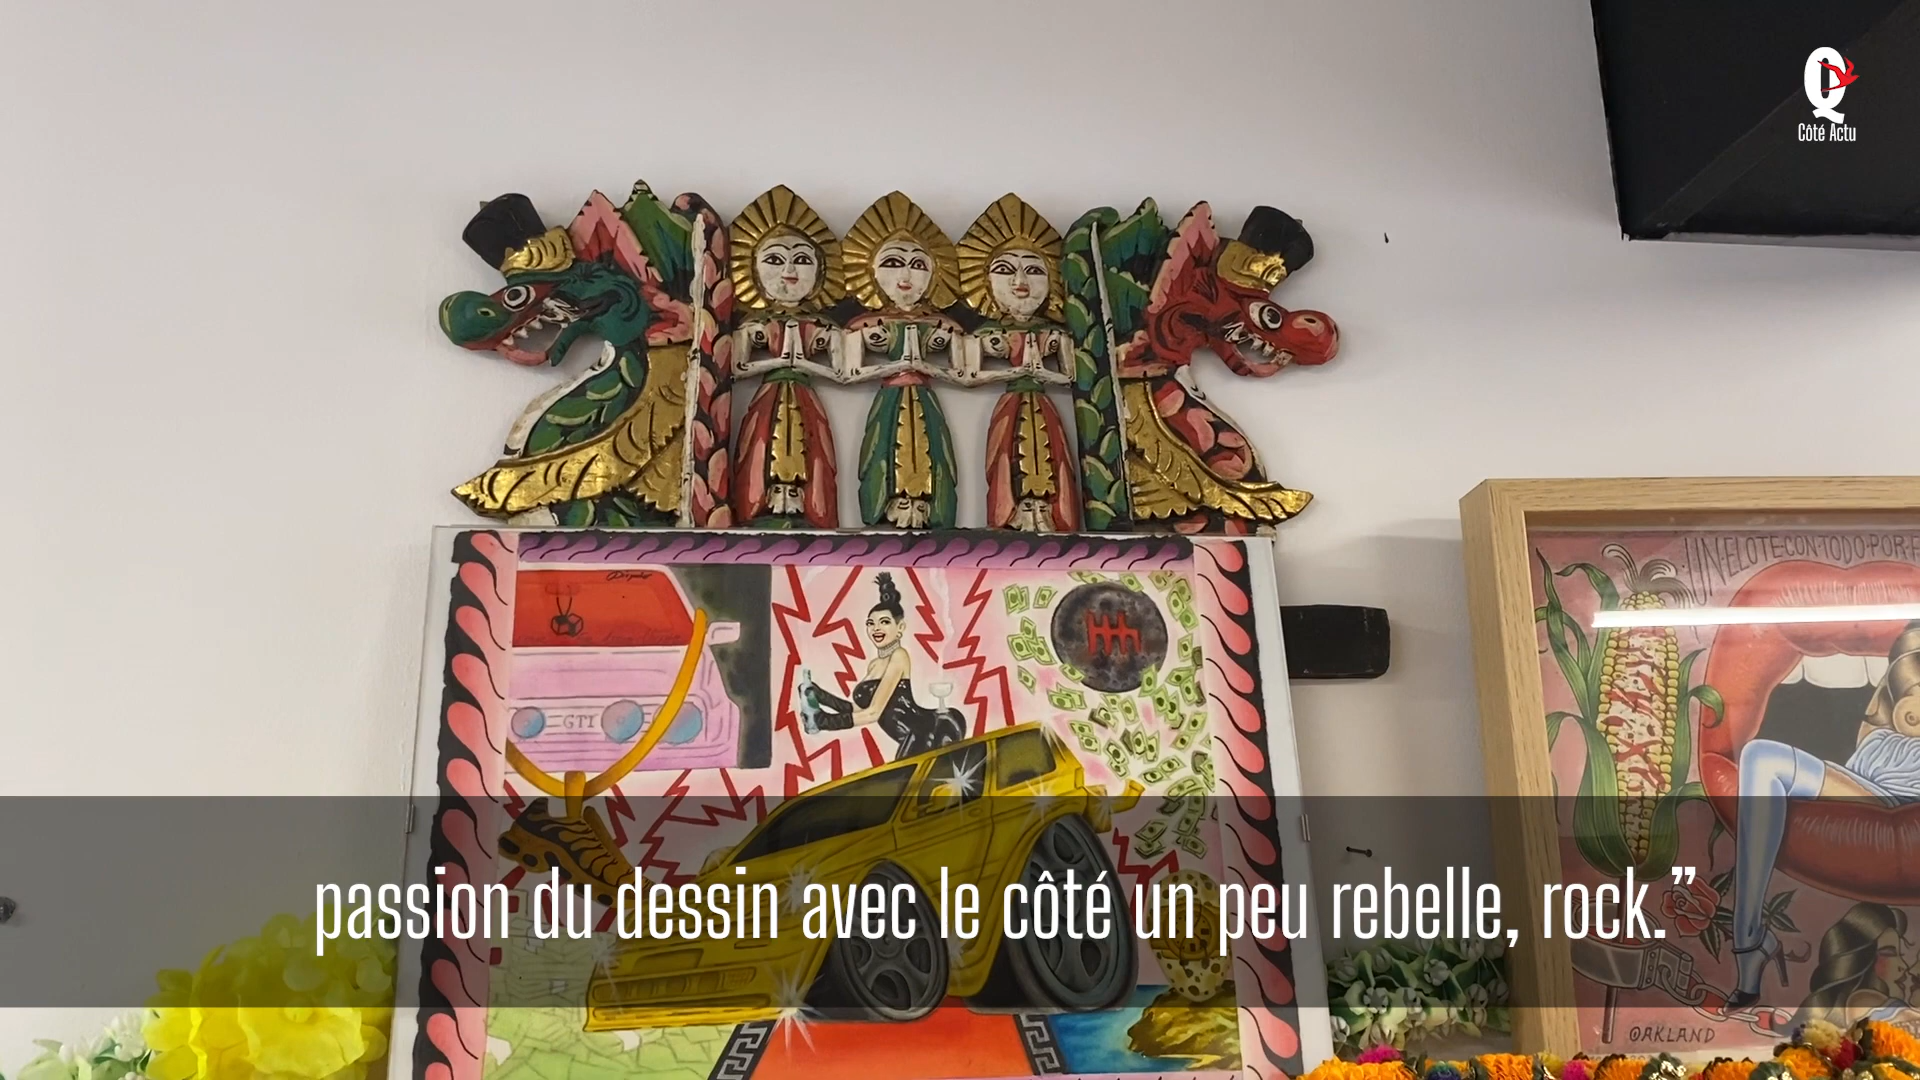 Q
Côté Actu
UN ELOTE CON TODO POR F
GTI
passion du dessin avec le côté un peu rebelle, rock.”
OAKLAND